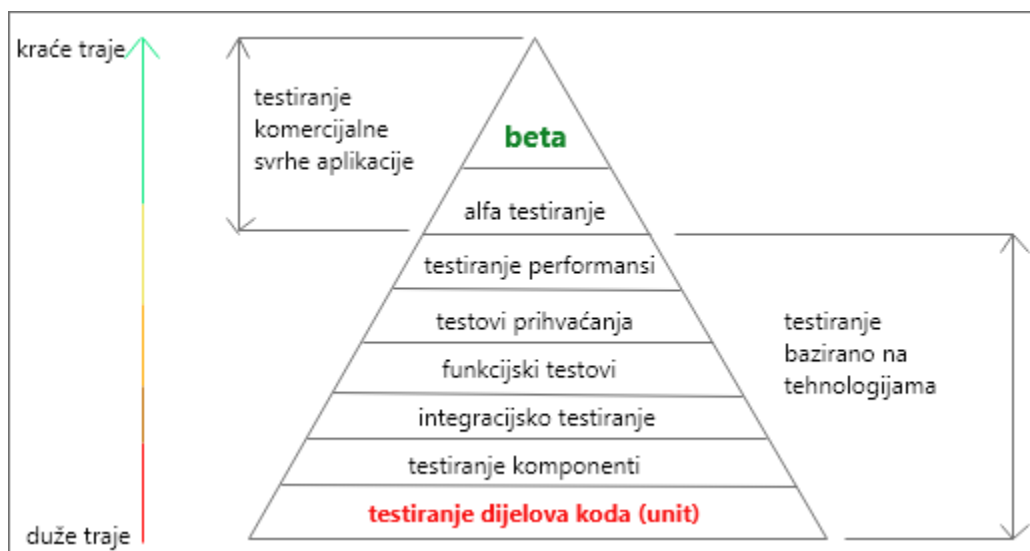 kraće traje
testiranje
komercijalne
svrhe aplikacije
beta
alfa testiranje
testiranje performansi
testovi prihvaćanja
funkcijski testovi
integracijsko testiranje
testiranje komponenti
testiranje dijelova koda (unit)
testiranje
bazirano na
tehnologijama
duže traje